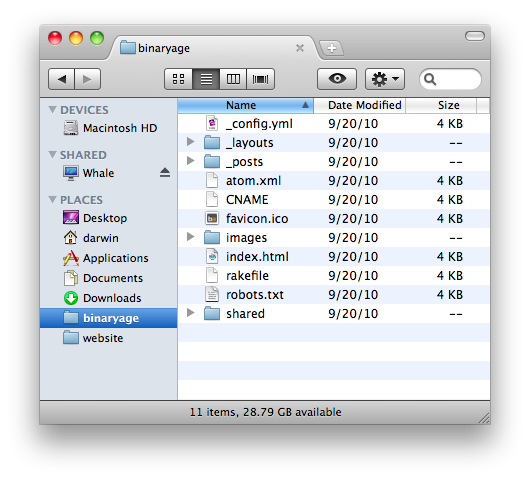 binaryage
Name Date Modified Size
DEVICES
Macintosh HD
SHARED
Whale
PLACES
Desktop
darwin
Applications
Documents
Downloads
binaryage
website
_config.yml 9/20/10 4 KB
_layouts 9/20/10 --
_posts 9/20/10 --
atom.xml 9/20/10 4 KB
CNAME 9/20/10 4 KB
favicon.ico 9/20/10 4 KB
images 9/20/10 --
index.html 9/20/10 4 KB
rakefile 9/20/10 4 KB
robots.txt 9/20/10 4 KB
shared 9/20/10 --
11 items, 28.79 GB available